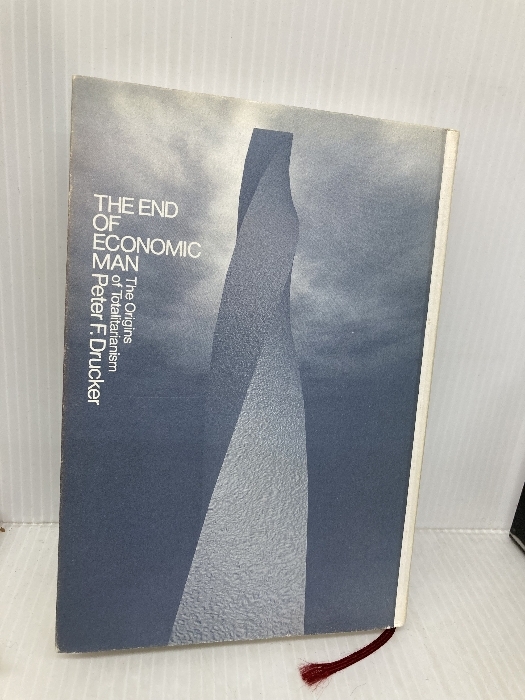 THE END
OF
ECONOMIC
MAN
The Origins
of Totalitarianism
Peter F. Drucker